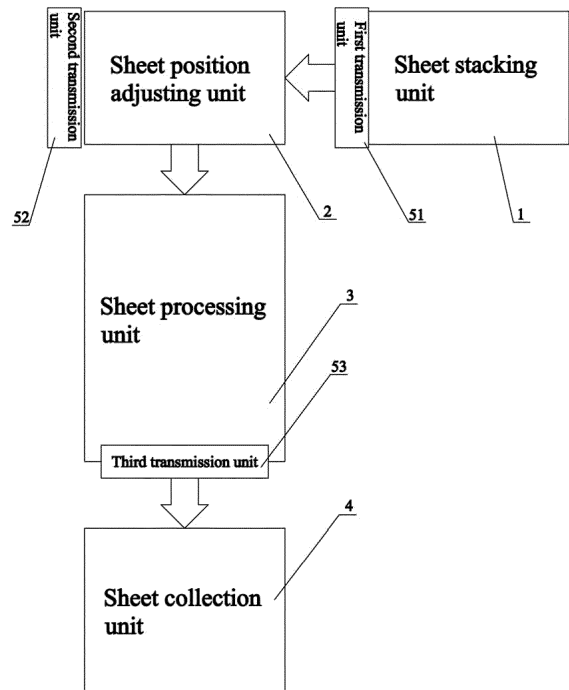 Second transmission
unit
Sheet position
adjusting unit
First transmission
unit
Sheet stacking
unit
52
2
51
1
Sheet processing
unit
3
53
Third transmission unit
4
Sheet collection
unit